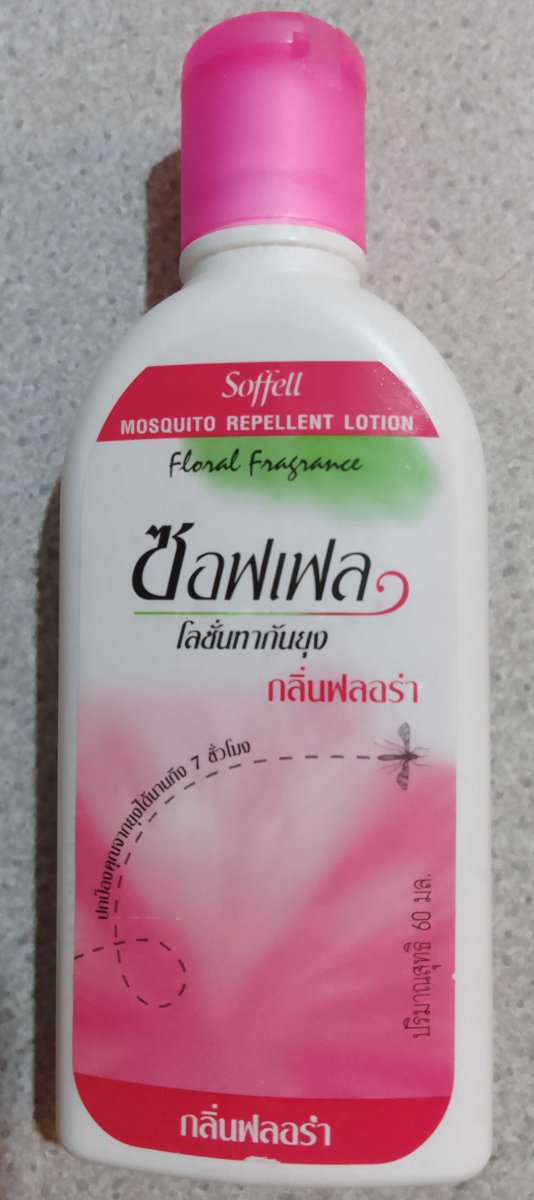 Soffell
MOSQUITO REPELLENT LOTION
Floral Fragrance
ซอฟเฟล
โลชั่นทากันยุง
กลิ่นฟลอร่า
ปกป้องคุณจากยุงได้นานถึง 7 ชั่วโมง
ปริมาณสุทธิ 60 มล.
กลิ่นฟลอร่า